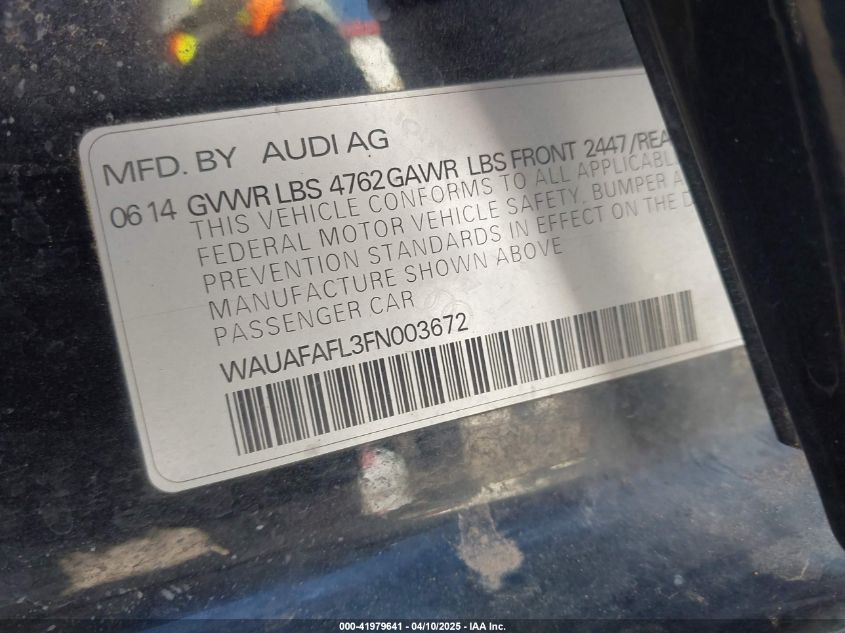 MFD. BY AUDI AG
06 14 GVWR LBS 4762 GAWR LBS FRONT 2447/REA
THIS VEHICLE CONFORMS TO ALL APPLICABL
FEDERAL MOTOR VEHICLE SAFETY, BUMPER A
PREVENTION STANDARDS IN EFFECT ON THE D
MANUFACTURE SHOWN ABOVE
PASSENGER CAR
WAUAFAFL3FN003672
000-41979641 - 04/10/2025 - IAA Inc.